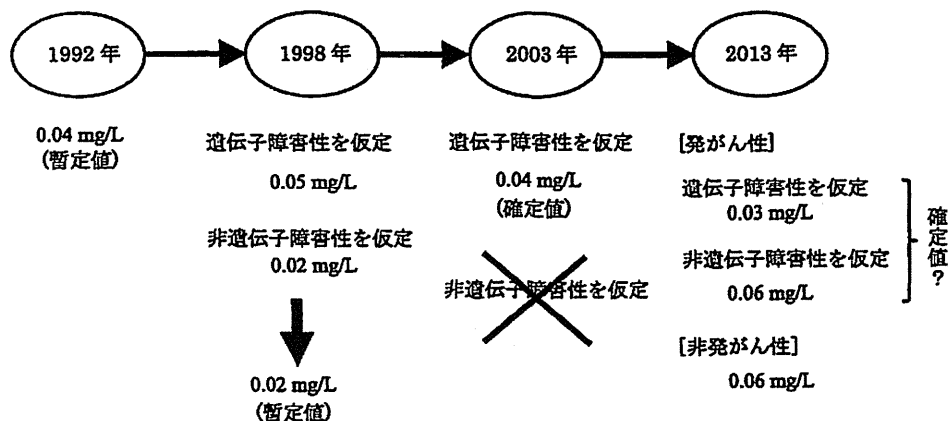 1992 年
1998 年
2003 年
2013 年
0.04 mg/L
(暫定値)
遺伝子障害性を仮定
0.05 mg/L
非遺伝子障害性を仮定
0.02 mg/L
0.02 mg/L
(暫定値)
遺伝子障害性を仮定
0.04 mg/L
(確定値)
非遺伝子障害性を仮定
[発がん性]
遺伝子障害性を仮定
0.03 mg/L
非遺伝子障害性を仮定
0.06 mg/L
確定値?
[非発がん性]
0.06 mg/L